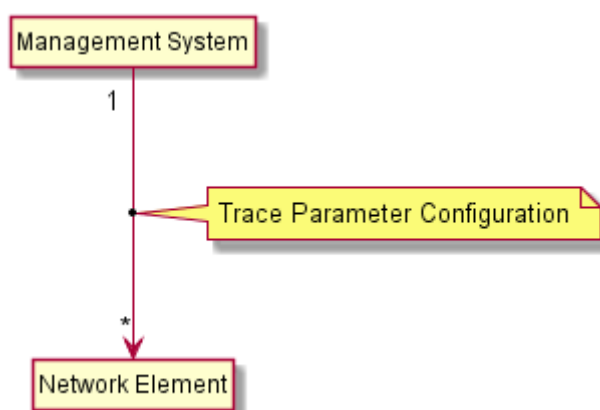 Management System
1
Trace Parameter Configuration
*
Network Element